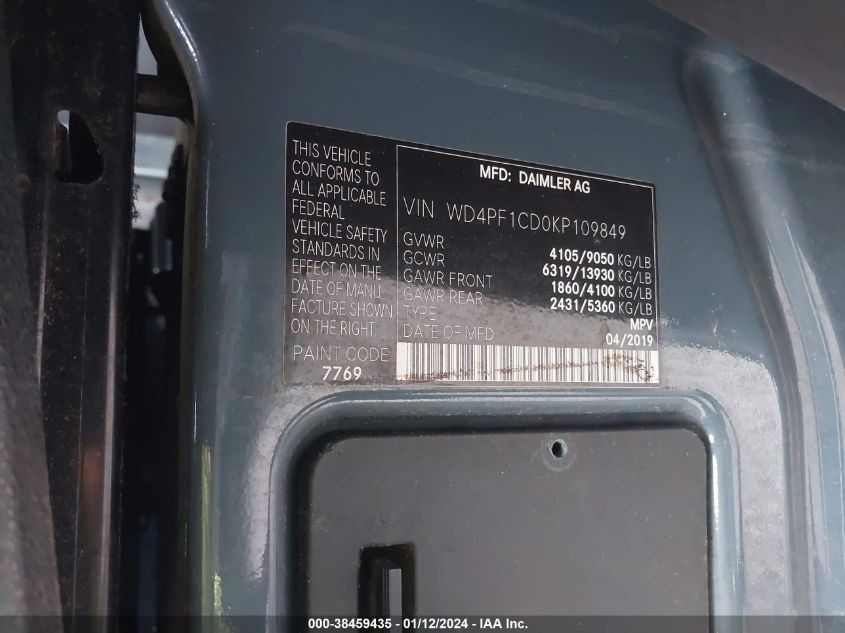 THIS VEHICLE
CONFORMS TO
ALL APPLICABLE
FEDERAL
VEHICLE SAFETY
STANDARDS IN
EFFECT ON THE
DATE OF MANU
FACTURE SHOWN
ON THE RIGHT.
PAINT CODE
7769
MFD: DAIMLER AG
VIN WD4PF1CD0KP109849
GVWR 4105/9050 KG/LB
GCWR 6319/13930 KG/LB
GAWR FRONT 1860/4100 KG/LB
GAWR REAR 2431/5360 KG/LB
TYPE MPV
DATE OF MFD 04/2019
000-38459435 - 01/12/2024 - IAA Inc.